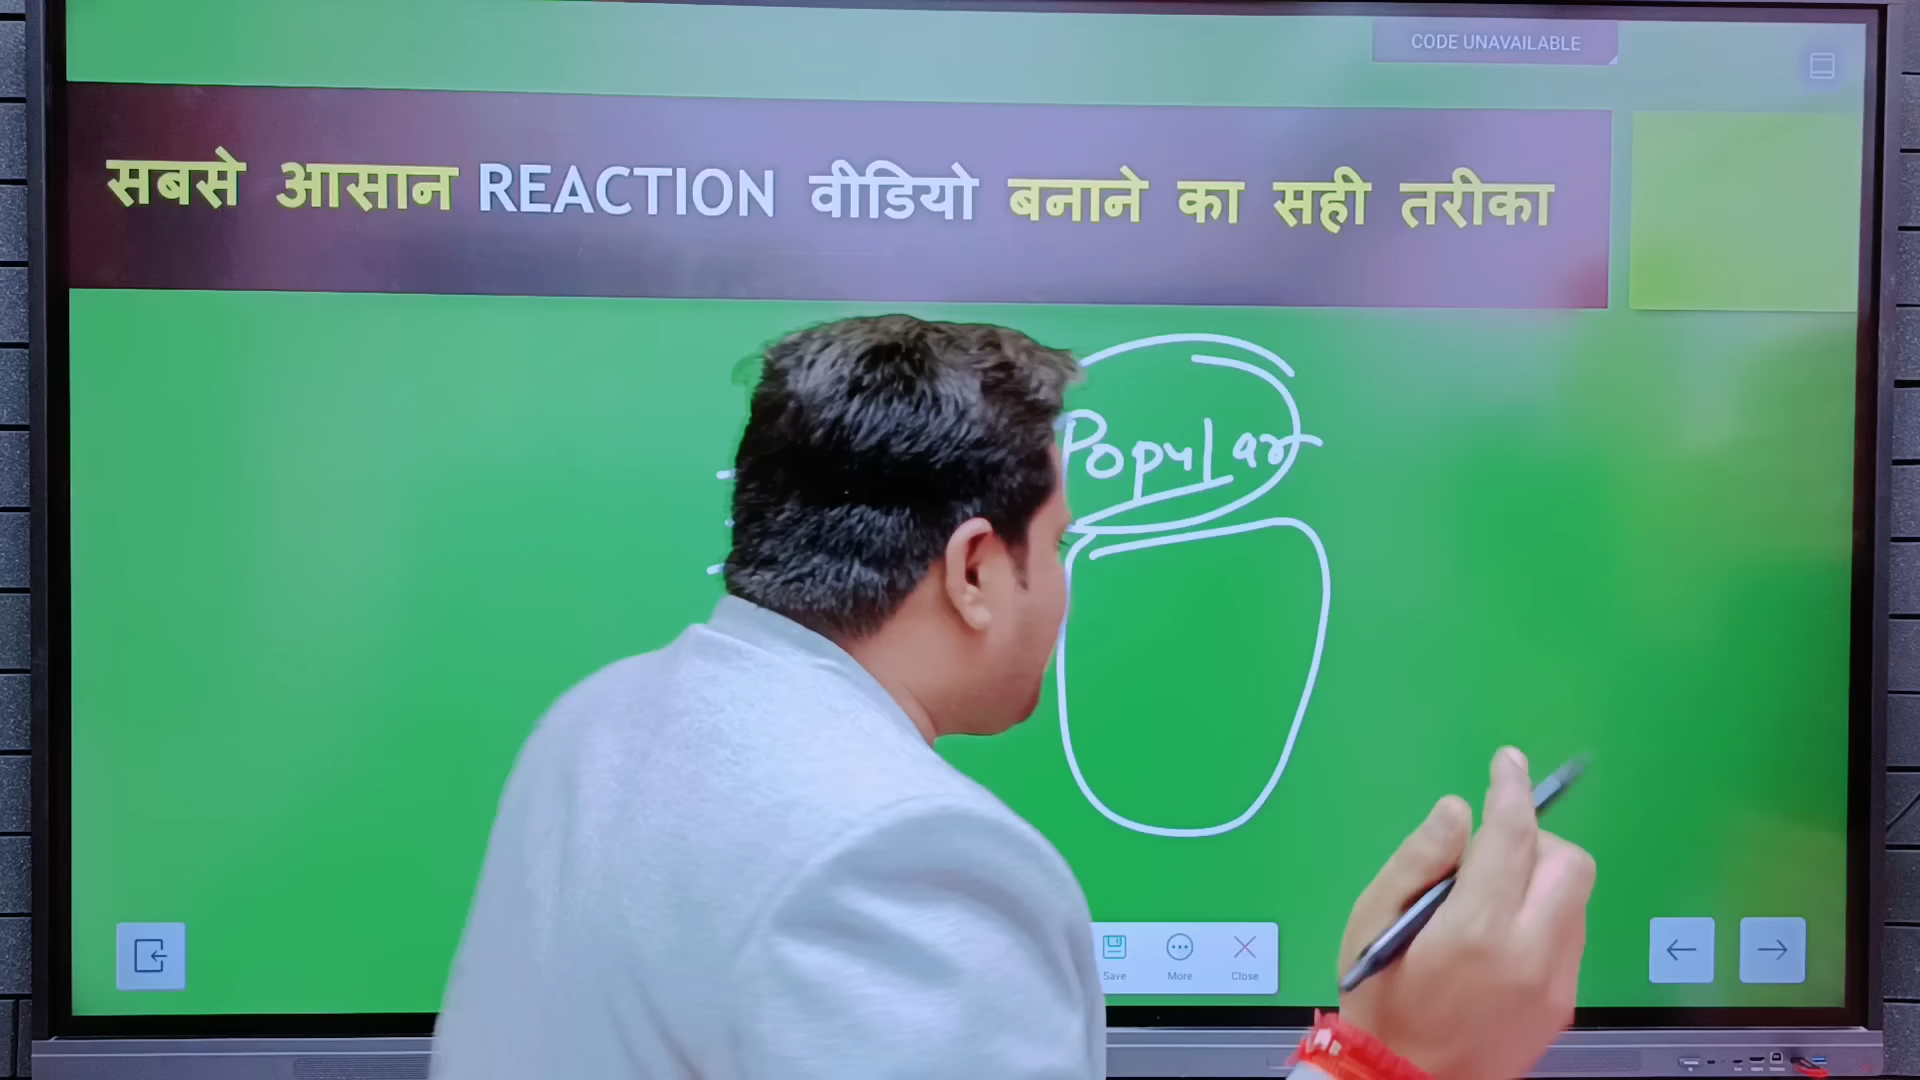 CODE UNAVAILABLE
सबसे आसान REACTION वीडियो बनाने का सही तरीका
Popular
Save More Close